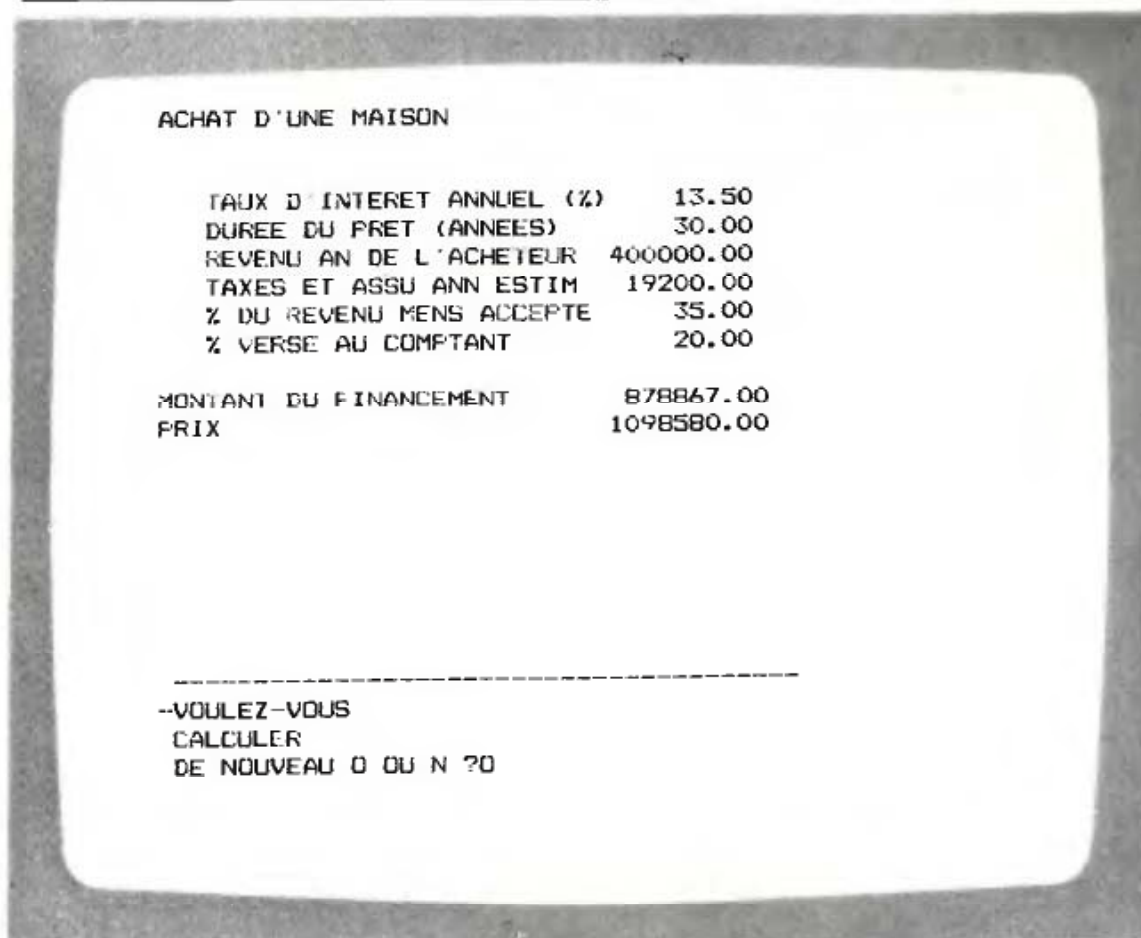 ACHAT D'UNE MAISON
TAUX D'INTERET ANNUEL (%) 13.50
DUREE DU PRET (ANNEES) 30.00
REVENU AN DE L'ACHETEUR 400000.00
TAXES ET ASSU ANN ESTIM 19200.00
% DU REVENU MENS ACCEPTE 35.00
% VERSE AU COMPTANT 20.00
MONTANT DU FINANCEMENT 878867.00
PRIX 1098580.00
--VOULEZ-VOUS
CALCULER
DE NOUVEAU O OU N ?O